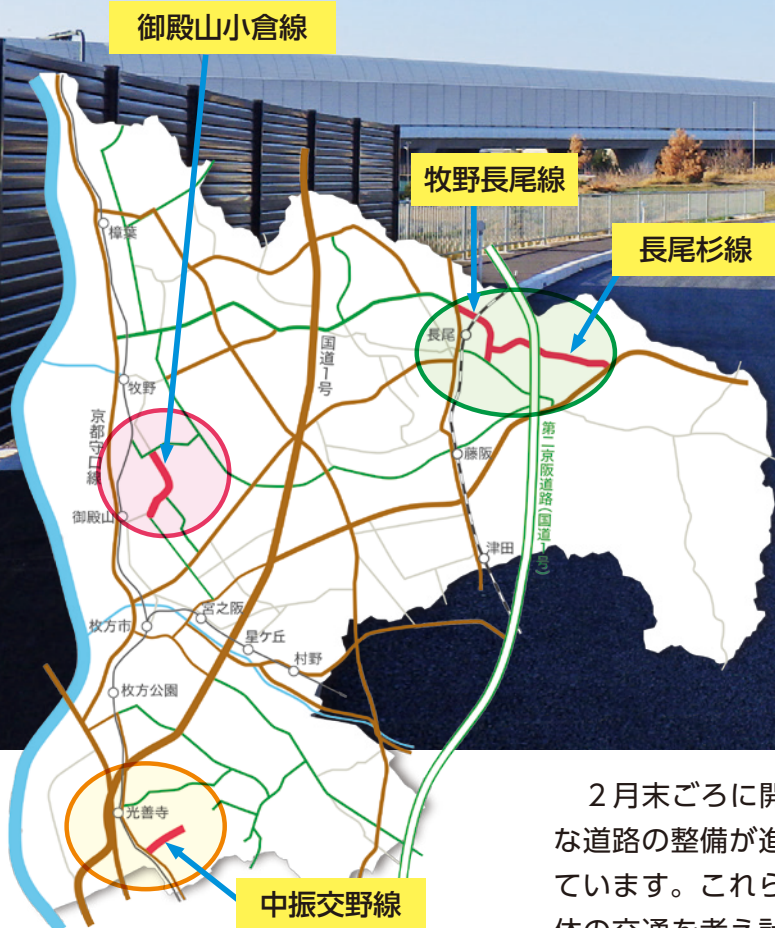 御殿山小倉線
牧野長尾線
長尾杉線
樟葉
長尾
国道1号
牧野
京都守口線
藤阪
第二京阪道路(国道1号)
御殿山
津田
宮之阪
枚方市
星ケ丘
村野
枚方公園
光善寺
中振交野線
2月末ごろに開
な道路の整備が進
ています。これら